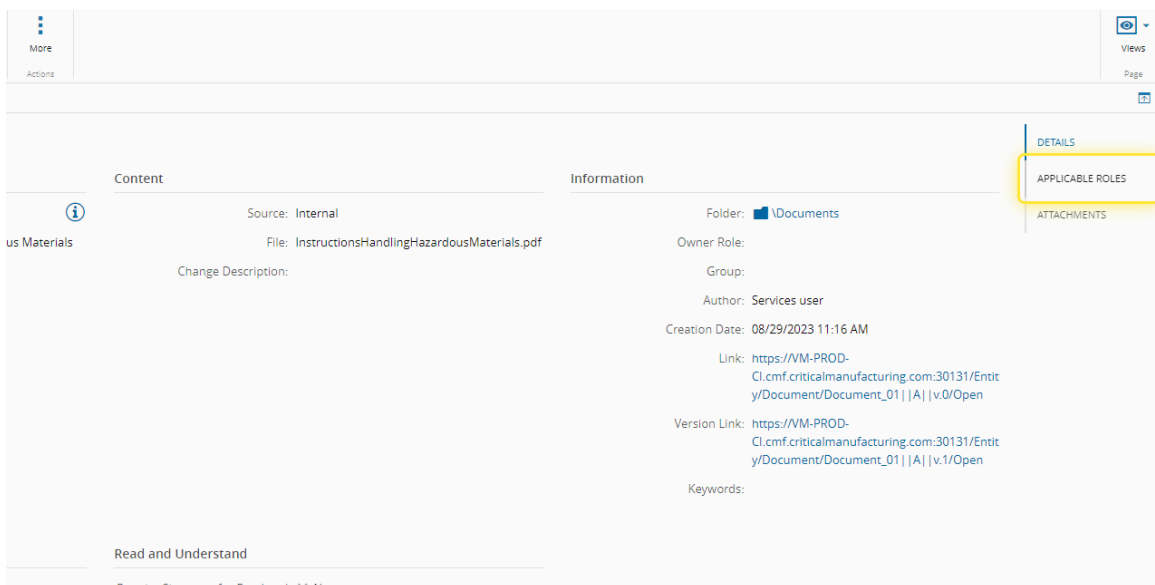 More
Views
Actions
Page
DETAILS
Content
Information
APPLICABLE ROLES
Source: Internal
Folder: \Documents
ATTACHMENTS
us Materials
File: InstructionsHandlingHazardousMaterials.pdf
Owner Role:
Change Description:
Group:
Author: Services user
Creation Date: 08/29/2023 11:16 AM
Link: https://VM-PROD-
CI.cmf.criticalmanufacturing.com:30131/Entit
y/Document/Document_01||A||v.0/Open
Version Link: https://VM-PROD-
CI.cmf.criticalmanufacturing.com:30131/Entit
y/Document/Document_01||A||v.1/Open
Keywords:
Read and Understand